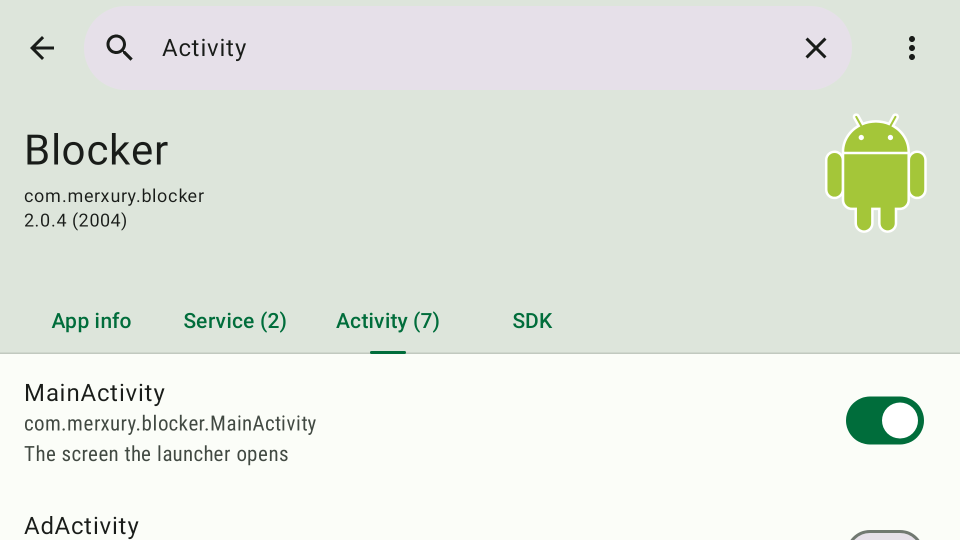 Activity
Blocker
com.merxury.blocker
2.0.4 (2004)
App info
Service (2)
Activity (7)
SDK
MainActivity
com.merxury.blocker.MainActivity
The screen the launcher opens
AdActivity